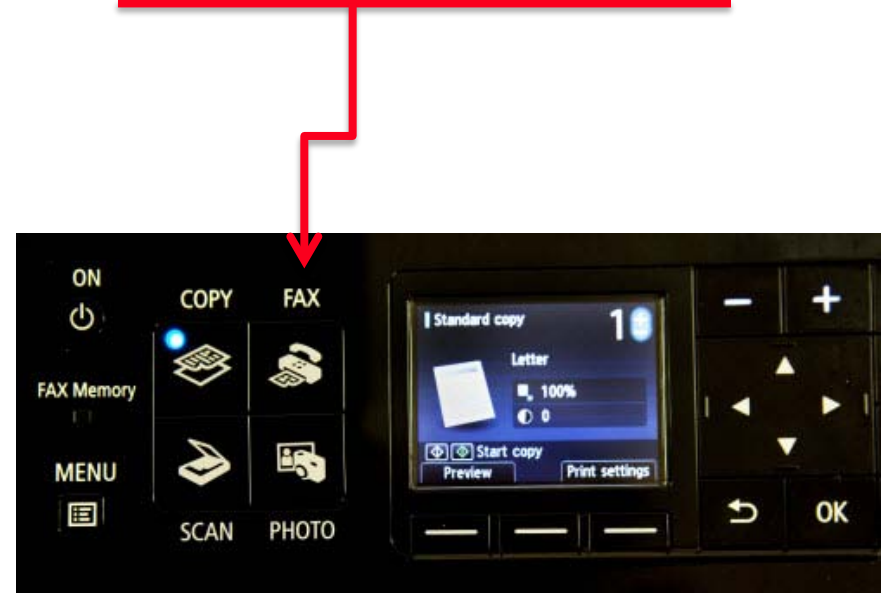 ON
COPY FAX
FAX Memory
MENU
SCAN PHOTO
Standard copy 1
Letter
100%
0
Start copy
Preview Print settings
- +
OK